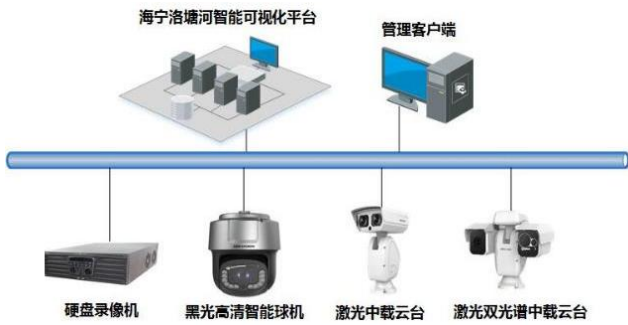 海宁洛塘河智能可视化平台
管理客户端
硬盘录像机
黑光高清智能球机
激光中载云台
激光双光谱中载云台